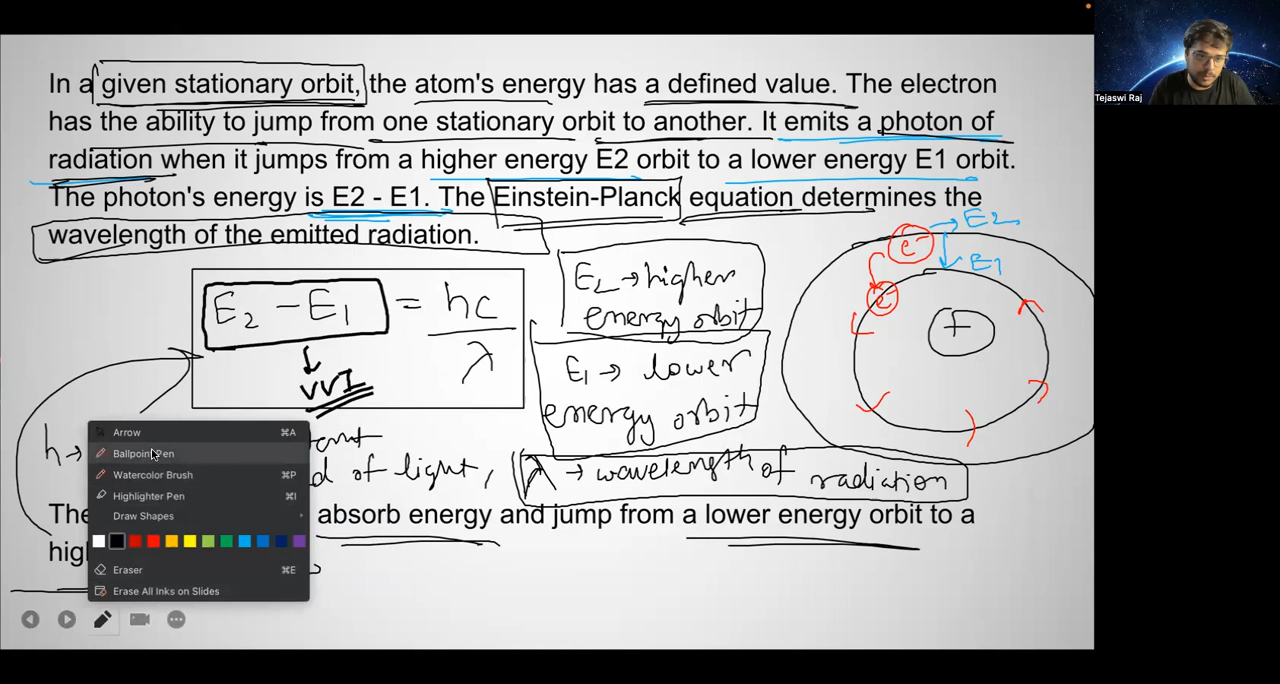 In a given stationary orbit, the atom's energy has a defined value. The electron
has the ability to jump from one stationary orbit to another. It emits a photon of
radiation when it jumps from a higher energy E2 orbit to a lower energy E1 orbit.
The photon's energy is E2 - E1. The Einstein-Planck equation determines the
wavelength of the emitted radiation.
Tejaswi Raj
E2 - E1 = hc
λ
VVI
E2 → higher
energy orbit
E1 → lower
energy orbit
e-
→ E2
E1
e-
+
h →
of light,
λ → wavelength of radiation
The absorb energy and jump from a lower energy orbit to a
Arrow ⌘A
Ballpoint Pen
Watercolor Brush ⌘P
Highlighter Pen ⌘I
Draw Shapes
Eraser ⌘E
Erase All Inks on Slides